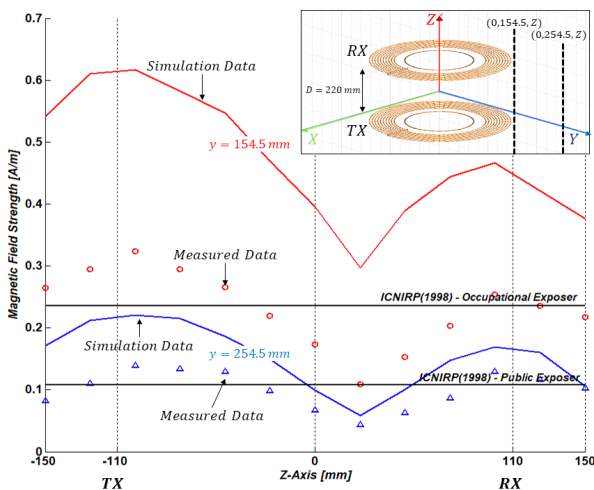 0.7
0.6
0.5
0.4
0.3
0.2
0.1
0
Magnetic Field Strength [A/m]
Simulation Data
y = 154.5 mm
Measured Data
ICNIRP(1998) - Occupational Exposer
Simulation Data
y = 254.5 mm
ICNIRP(1998) - Public Exposer
Measured Data
-150
-110
0
110
150
TX
Z-Axis [mm]
RX
Z
(0,154.5, Z)
(0,254.5, Z)
RX
D = 220 mm
TX
X
Y